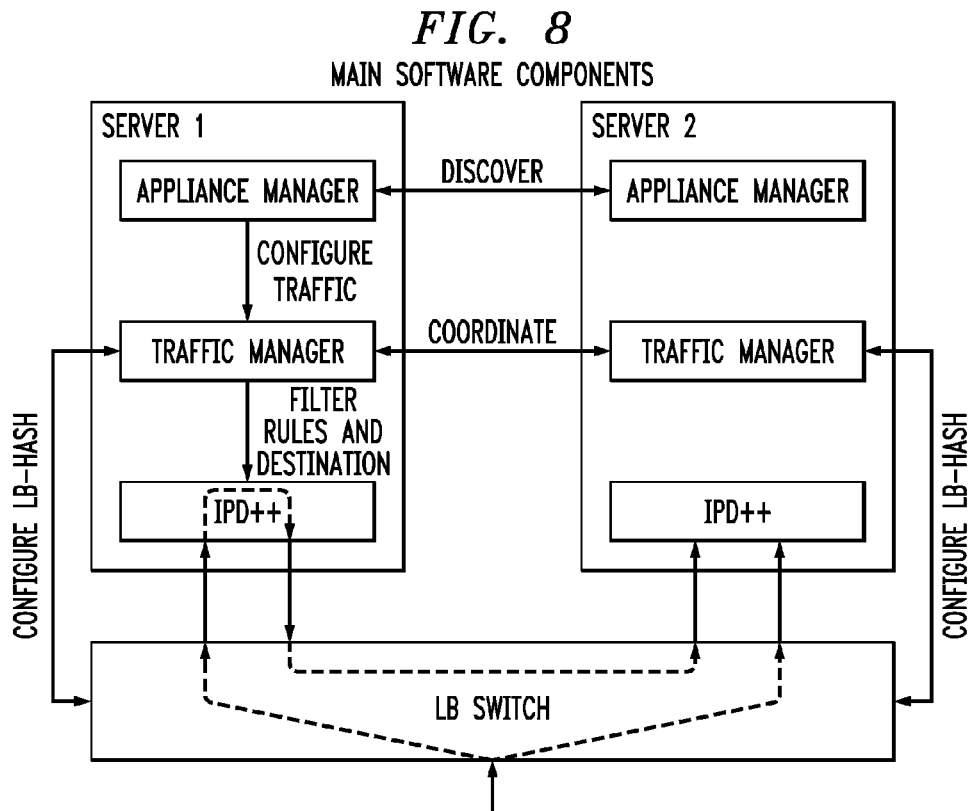 FIG. 8
MAIN SOFTWARE COMPONENTS
SERVER 1
SERVER 2
APPLIANCE MANAGER
DISCOVER
APPLIANCE MANAGER
CONFIGURE
TRAFFIC
TRAFFIC MANAGER
COORDINATE
TRAFFIC MANAGER
FILTER
RULES AND
DESTINATION
IPD++
IPD++
CONFIGURE LB-HASH
CONFIGURE LB-HASH
LB SWITCH